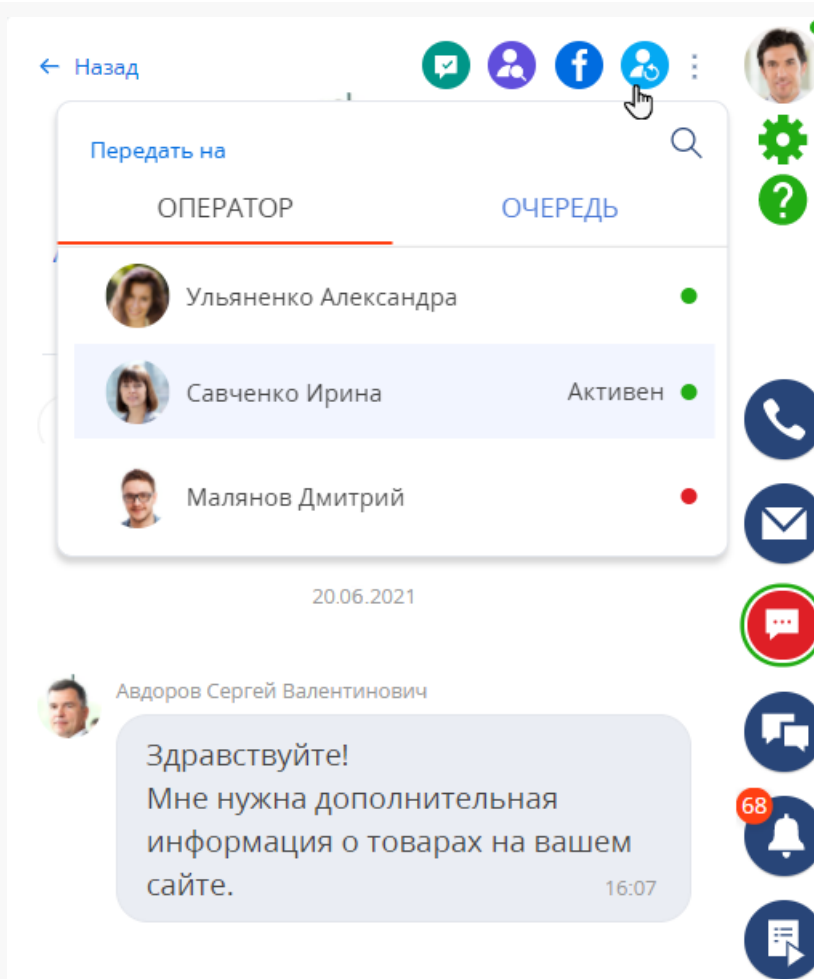 ← Назад
Передать на
ОПЕРАТОР
ОЧЕРЕДЬ
Ульяненко Александра
Савченко Ирина
Активен
Малянов Дмитрий
20.06.2021
Авдоров Сергей Валентинович
Здравствуйте!
Мне нужна дополнительная
информация о товарах на вашем
сайте.
16:07
68